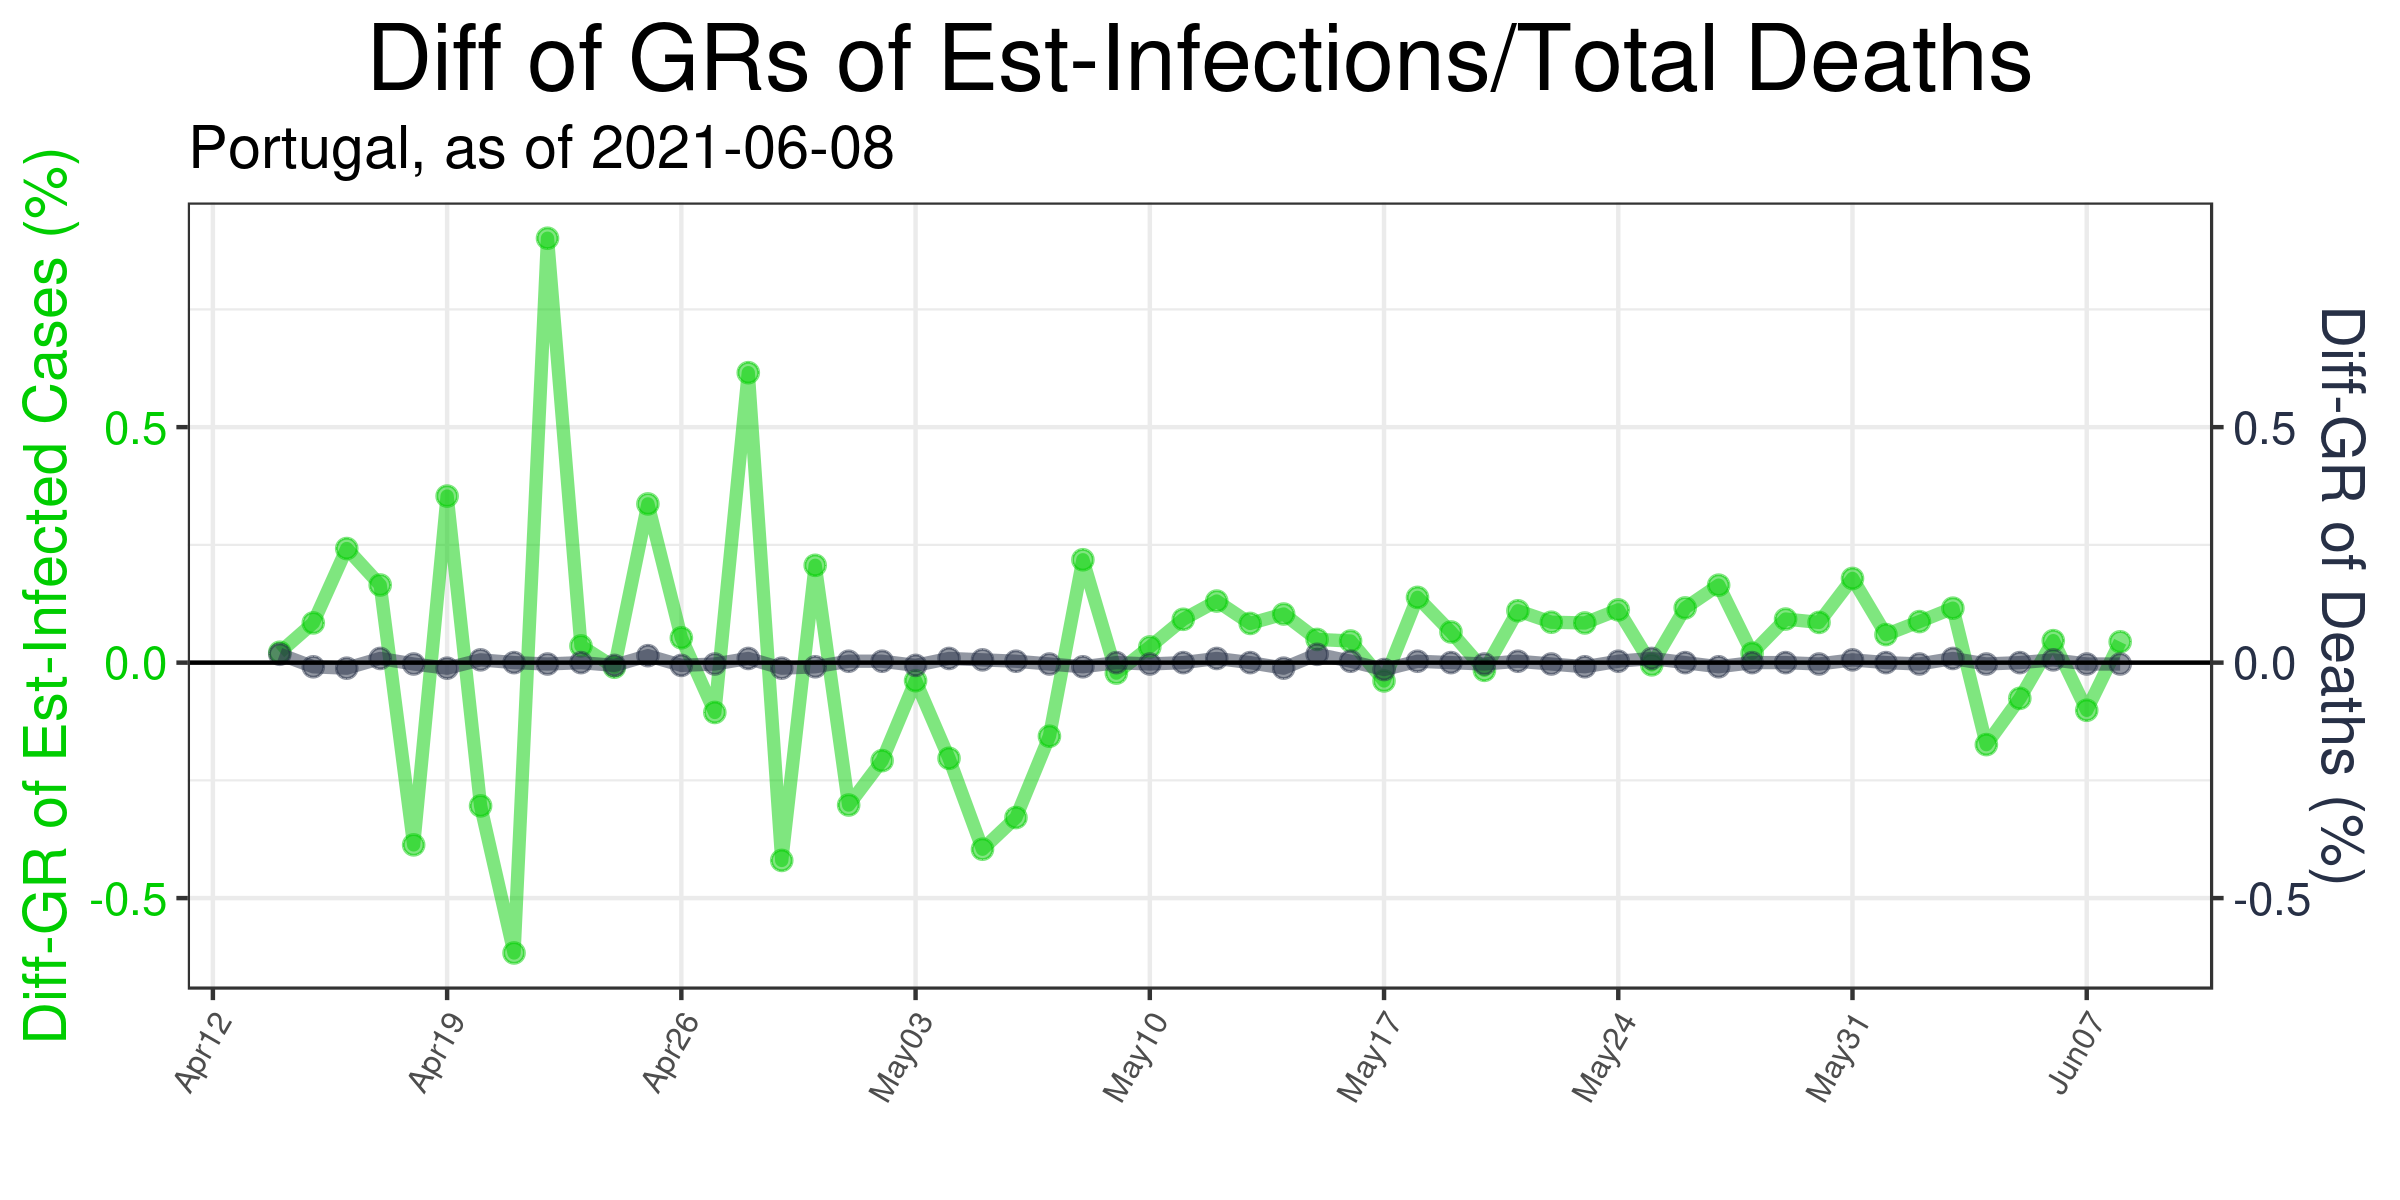 Diff of GRs of Est-Infections/Total Deaths
Portugal, as of 2021-06-08
Diff-GR of Est-Infected Cases (%)
0.5
0.0
-0.5
0.5
0.0
-0.5
Diff-GR of Deaths (%)
Apr12
Apr19
Apr26
May03
May10
May17
May24
May31
Jun07